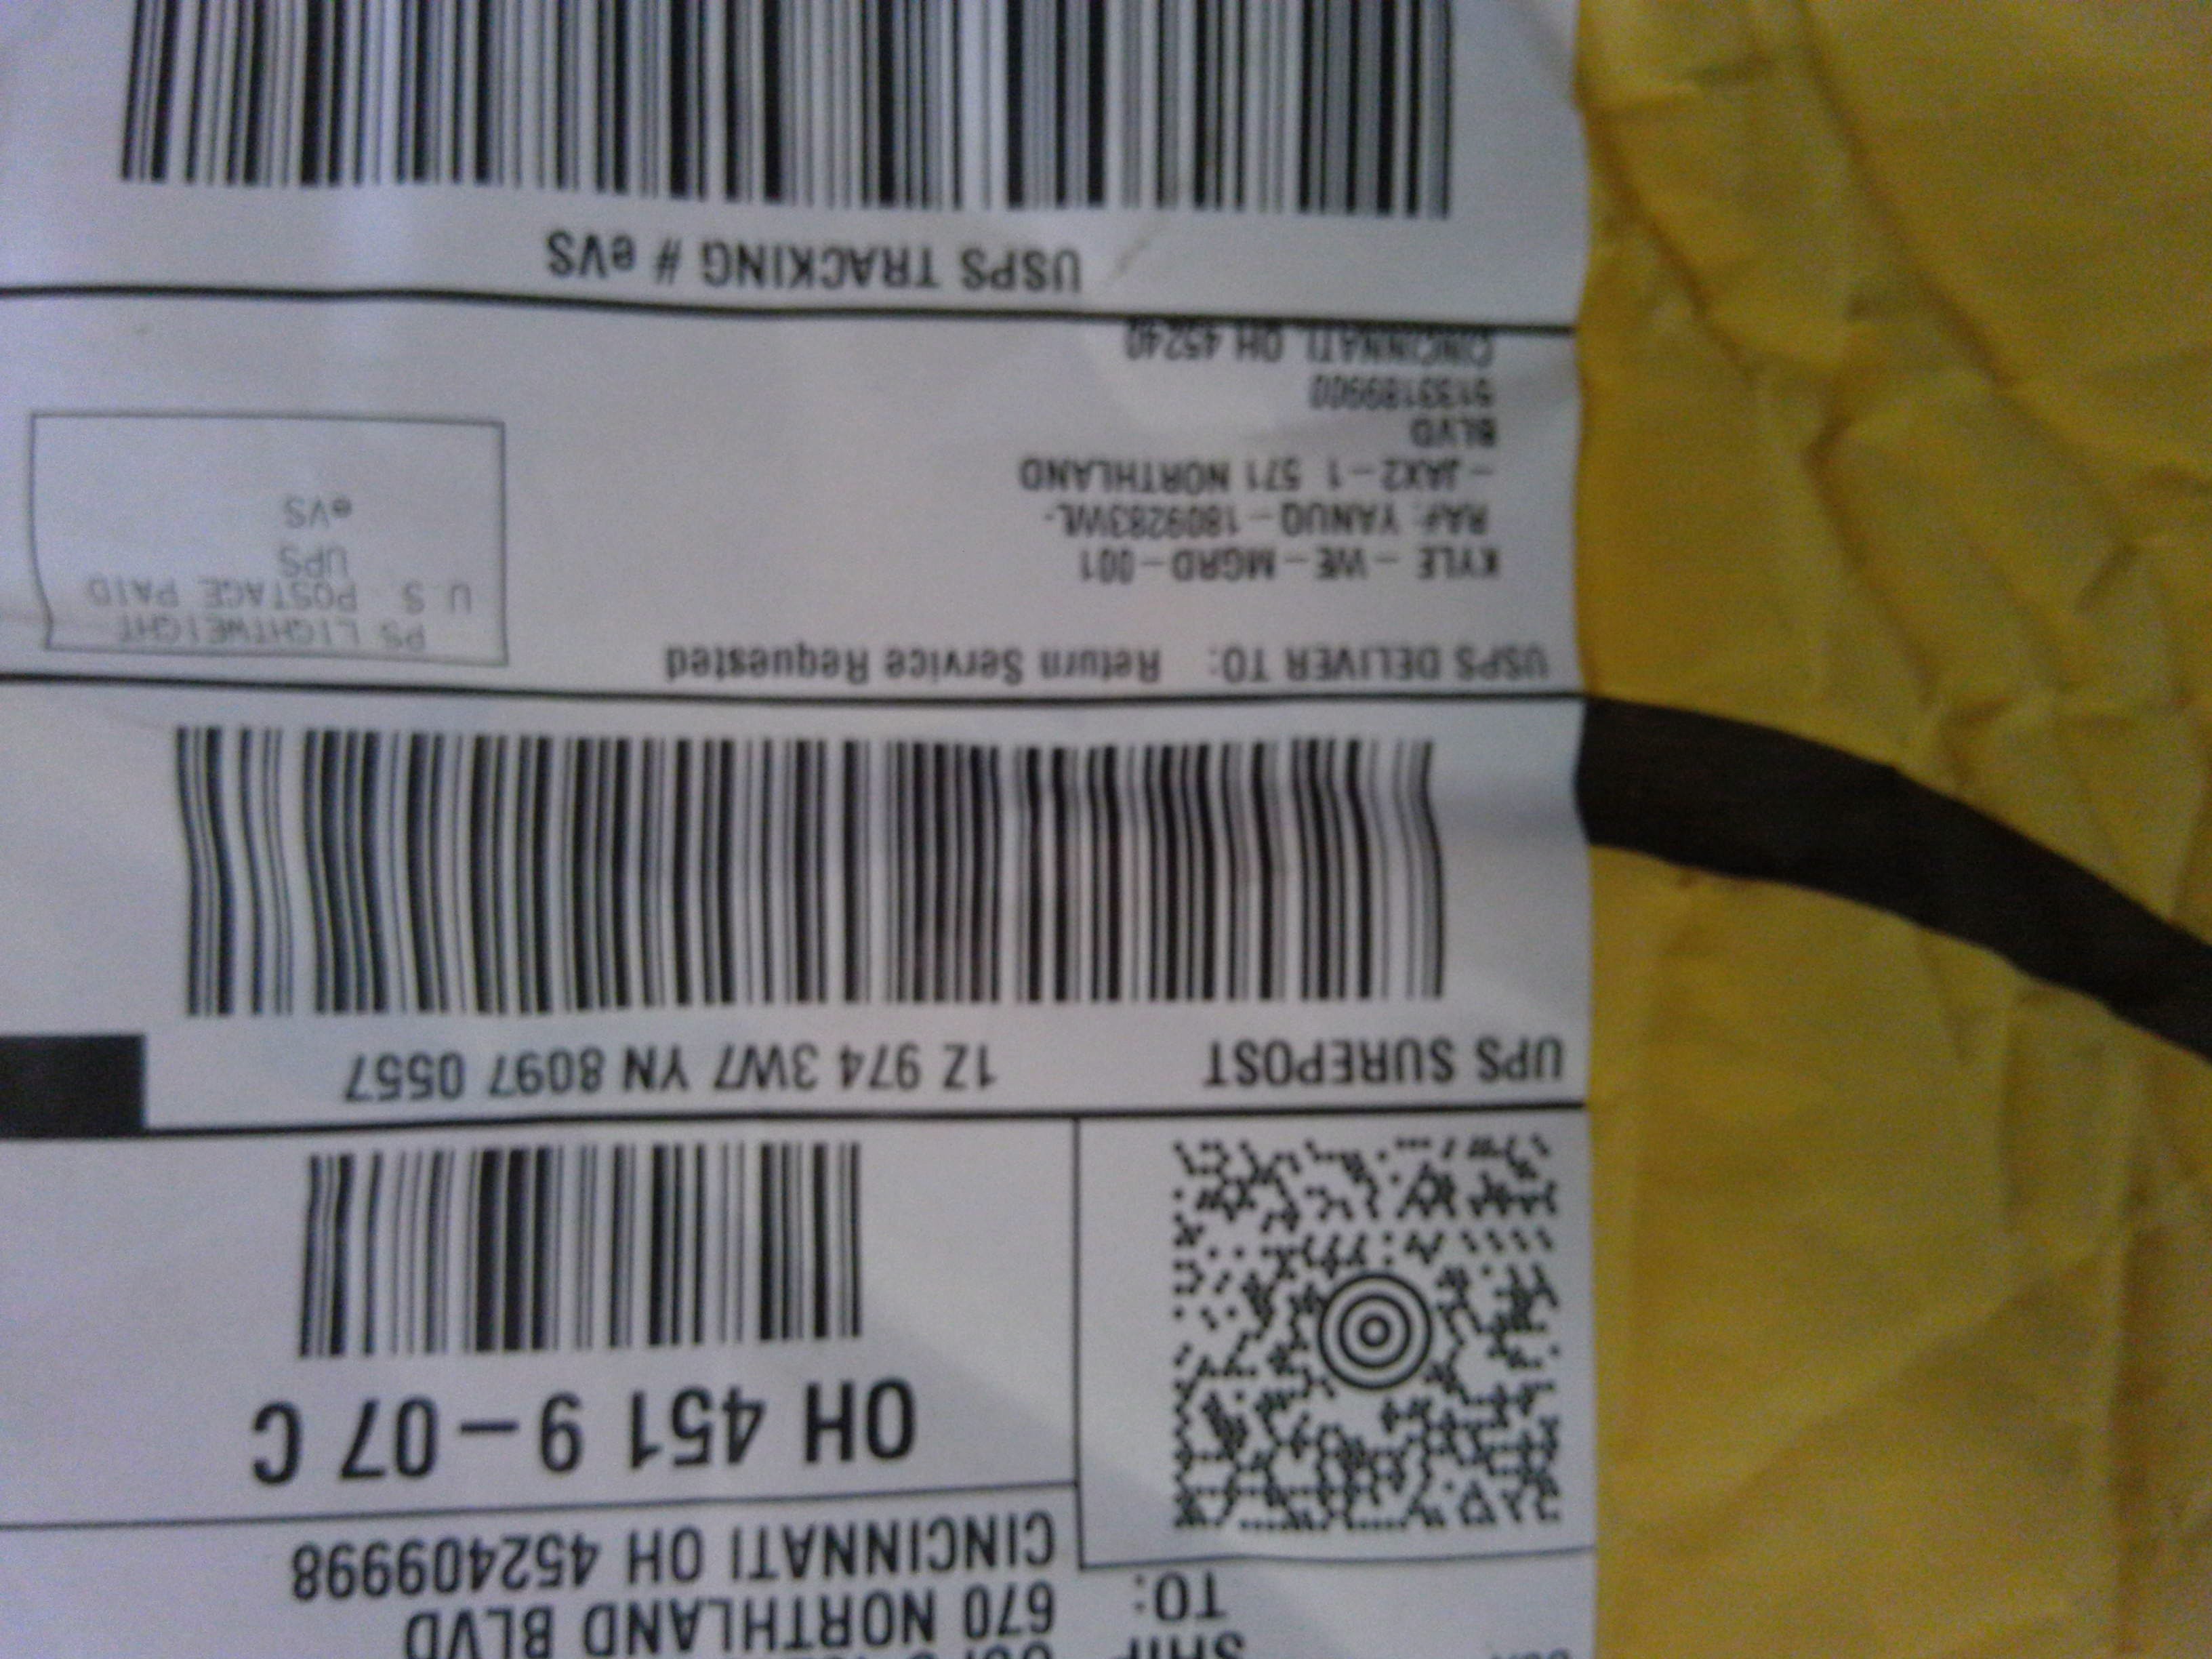 SHIP
TO:
670 NORTHLAND BLVD
CINCINNATI OH 452409998
OH 451 9-07 C
UPS SUREPOST
1Z 974 3W7 YN 8097 0557
USPS DELIVER TO: Return Service Requested
KYLE - WE - MGRD - 001
RA#: YANUQ - 1809283WL-
- JAX2-1 571 NORTHLAND
BLVD
5133189900
CINCINNATI OH 45240
PS LIGHTWEIGHT
U.S. POSTAGE PAID
UPS
eVS
USPS TRACKING # eVS